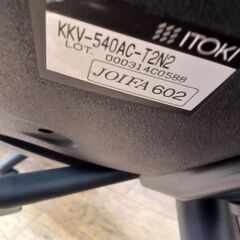 KKV-540AC-T2N2
LOT. 000314C0588
ITOKI
JOIFA 602